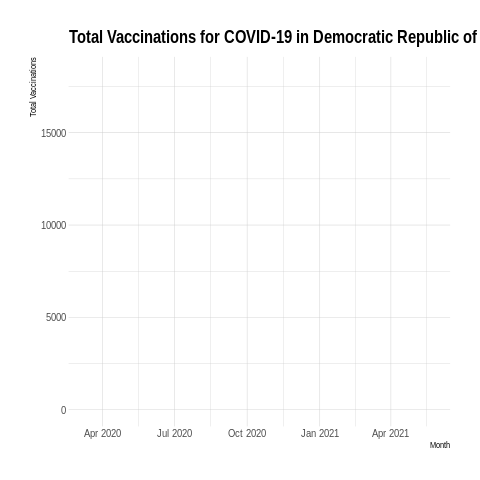 Total Vaccinations for COVID-19 in Democratic Republic of
Total Vaccinations
15000
10000
5000
0
Apr 2020 Jul 2020 Oct 2020 Jan 2021 Apr 2021
Month